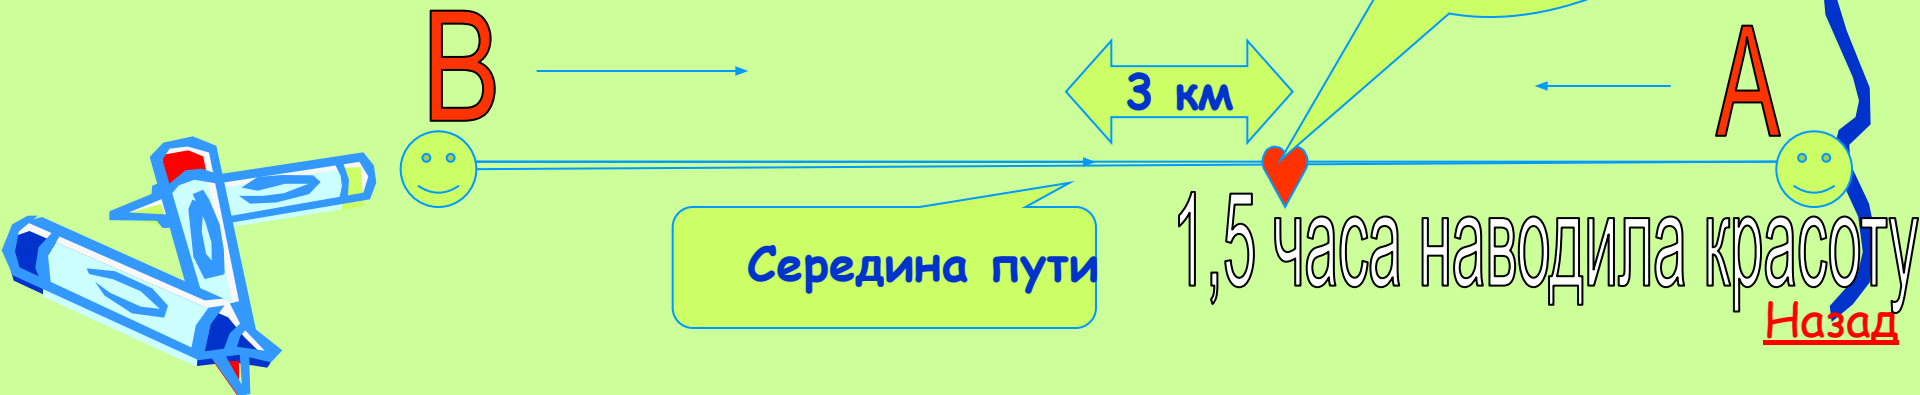 В
А
3 км
Середина пути
1,5 часа наводила красоту
Назад